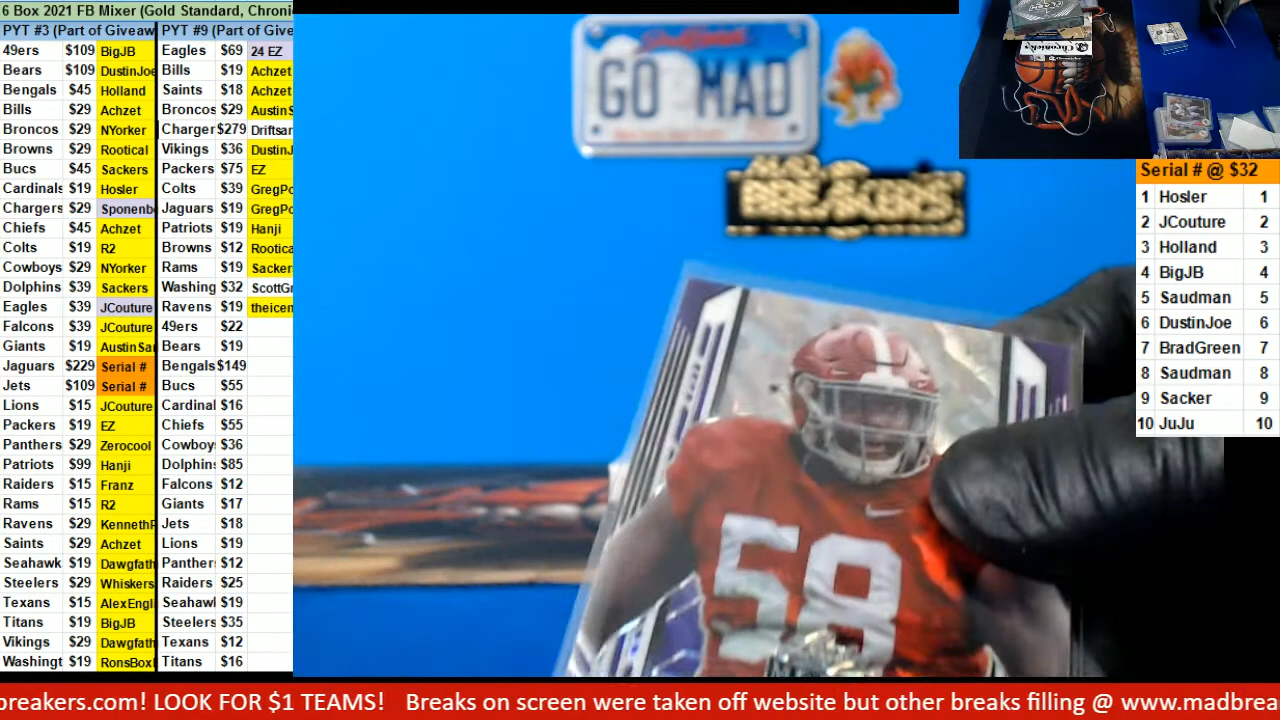 6 Box 2021 FB Mixer (Gold Standard, Chroni
PYT #3 (Part of Giveaw PYT #9 (Part of Give
49ers $109 BigJB Eagles $69 24 EZ
Bears $109 DustinJoe Bills $19 Achzet
Bengals $45 Holland Saints $18 Achzet
Bills $29 Achzet Broncos $29 AustinS
Broncos $29 NYorker Charger $279 Driftsar
Browns $29 Rootical Vikings $36 DustinJ
Bucs $45 Sackers Packers $75 EZ
Cardinals $19 Hosler Colts $39 GregPo
Chargers $29 Sponenb Jaguars $19 GregPo
Chiefs $45 Achzet Patriots $19 Hanji
Colts $19 R2 Browns $12 Rootica
Cowboys $29 NYorker Rams $19 Sacker
Dolphins $39 Sackers Washing $32 ScottGr
Eagles $39 JCouture Ravens $19 theicen
Falcons $39 JCouture 49ers $22
Giants $19 AustinSar Bears $19
Jaguars $229 Serial # Bengals $149
Jets $109 Serial # Bucs $55
Lions $15 JCouture Cardinal $16
Packers $19 EZ Chiefs $55
Panthers $29 Zerocool Cowboy $36
Patriots $99 Hanji Dolphins $85
Raiders $15 Franz Falcons $12
Rams $15 R2 Giants $17
Ravens $29 KennethF Jets $18
Saints $29 Achzet Lions $19
Seahawk $19 Dawgfath Panther $12
Steelers $29 Whiskers Raiders $25
Texans $15 AlexEngl Seahawl $19
Titans $19 BigJB Steelers $35
Vikings $29 Dawgfath Texans $12
Washingt $19 RonsBoxl Titans $16
GO MAD
BREAKERS
58
Chronicles
Serial # @ $32
1 Hosler 1
2 JCouture 2
3 Holland 3
4 BigJB 4
5 Saudman 5
6 DustinJoe 6
7 BradGreen 7
8 Saudman 8
9 Sacker 9
10 JuJu 10
breakers.com! LOOK FOR $1 TEAMS! Breaks on screen were taken off website but other breaks filling @ www.madbrea